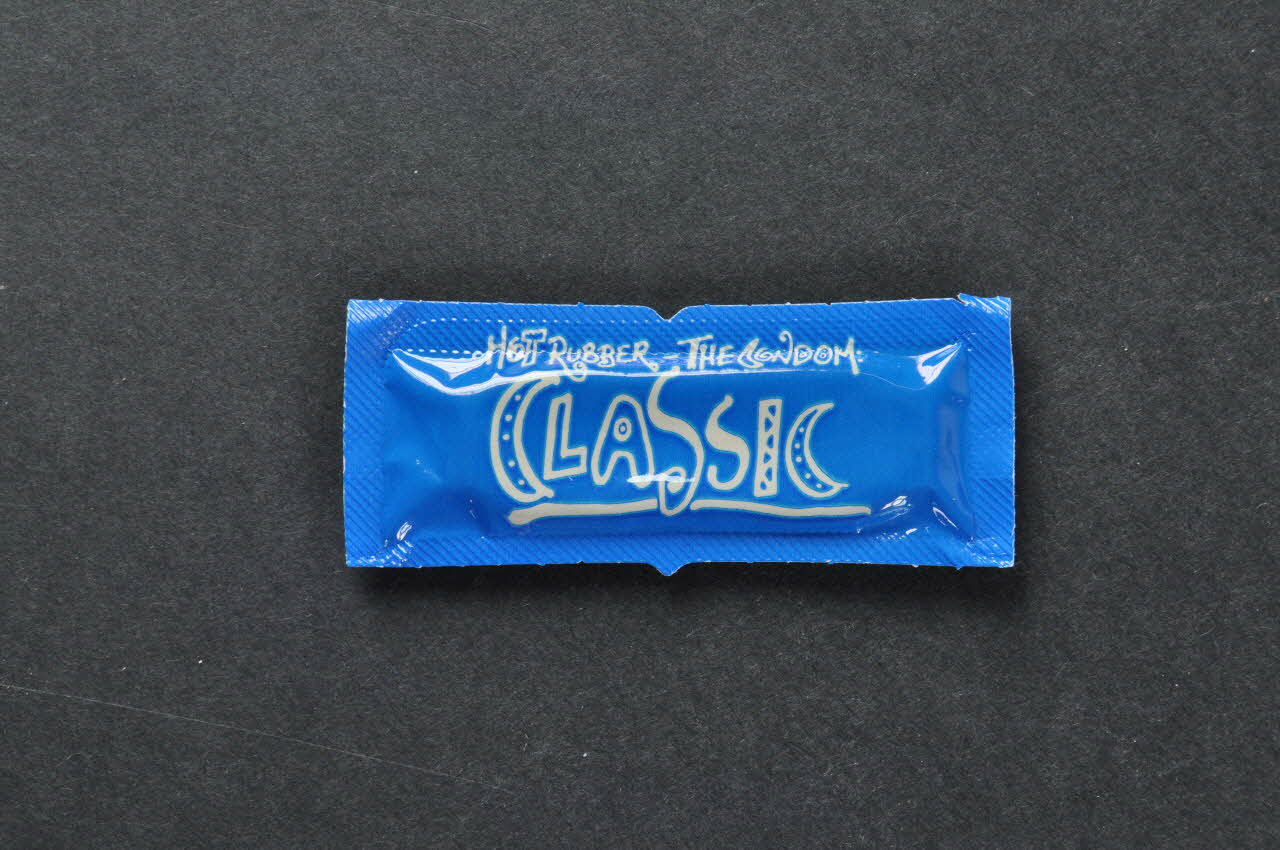 HOT RUBBER - THE CONDOM
CLASSIC